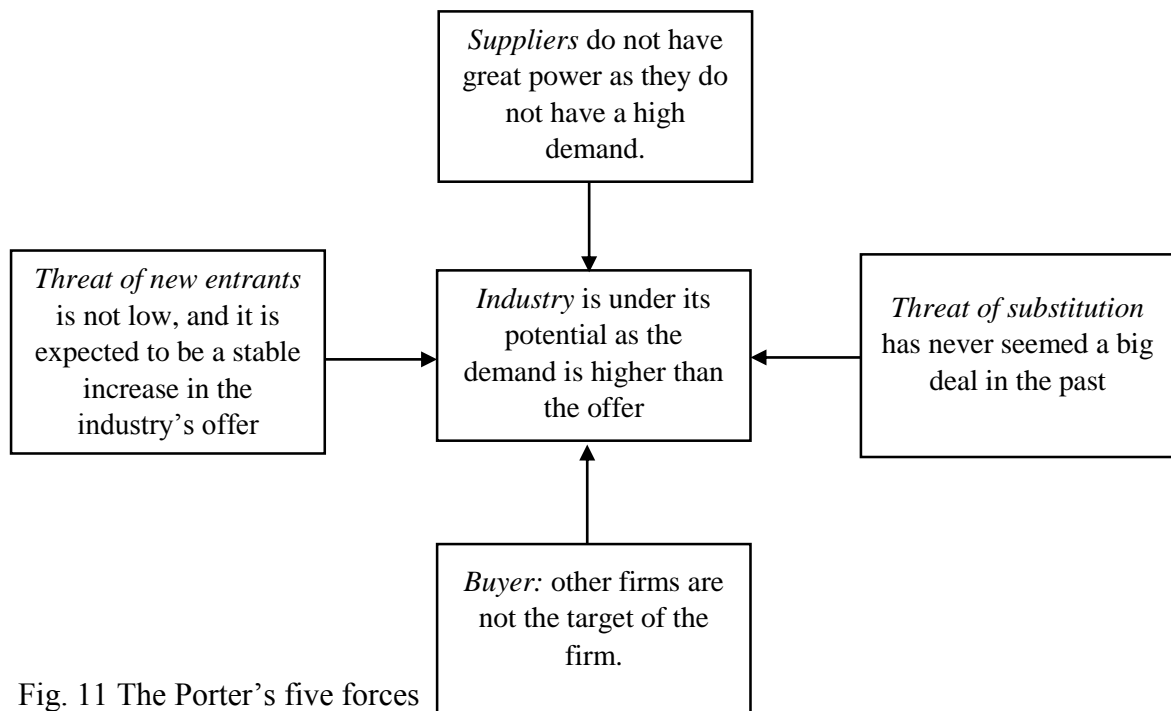 Suppliers do not have
great power as they do
not have a high
demand.
Threat of new entrants
is not low, and it is
expected to be a stable
increase in the
industry’s offer
Industry is under its
potential as the
demand is higher than
the offer
Threat of substitution
has never seemed a big
deal in the past
Buyer: other firms are
not the target of the
firm.
Fig. 11 The Porter’s five forces